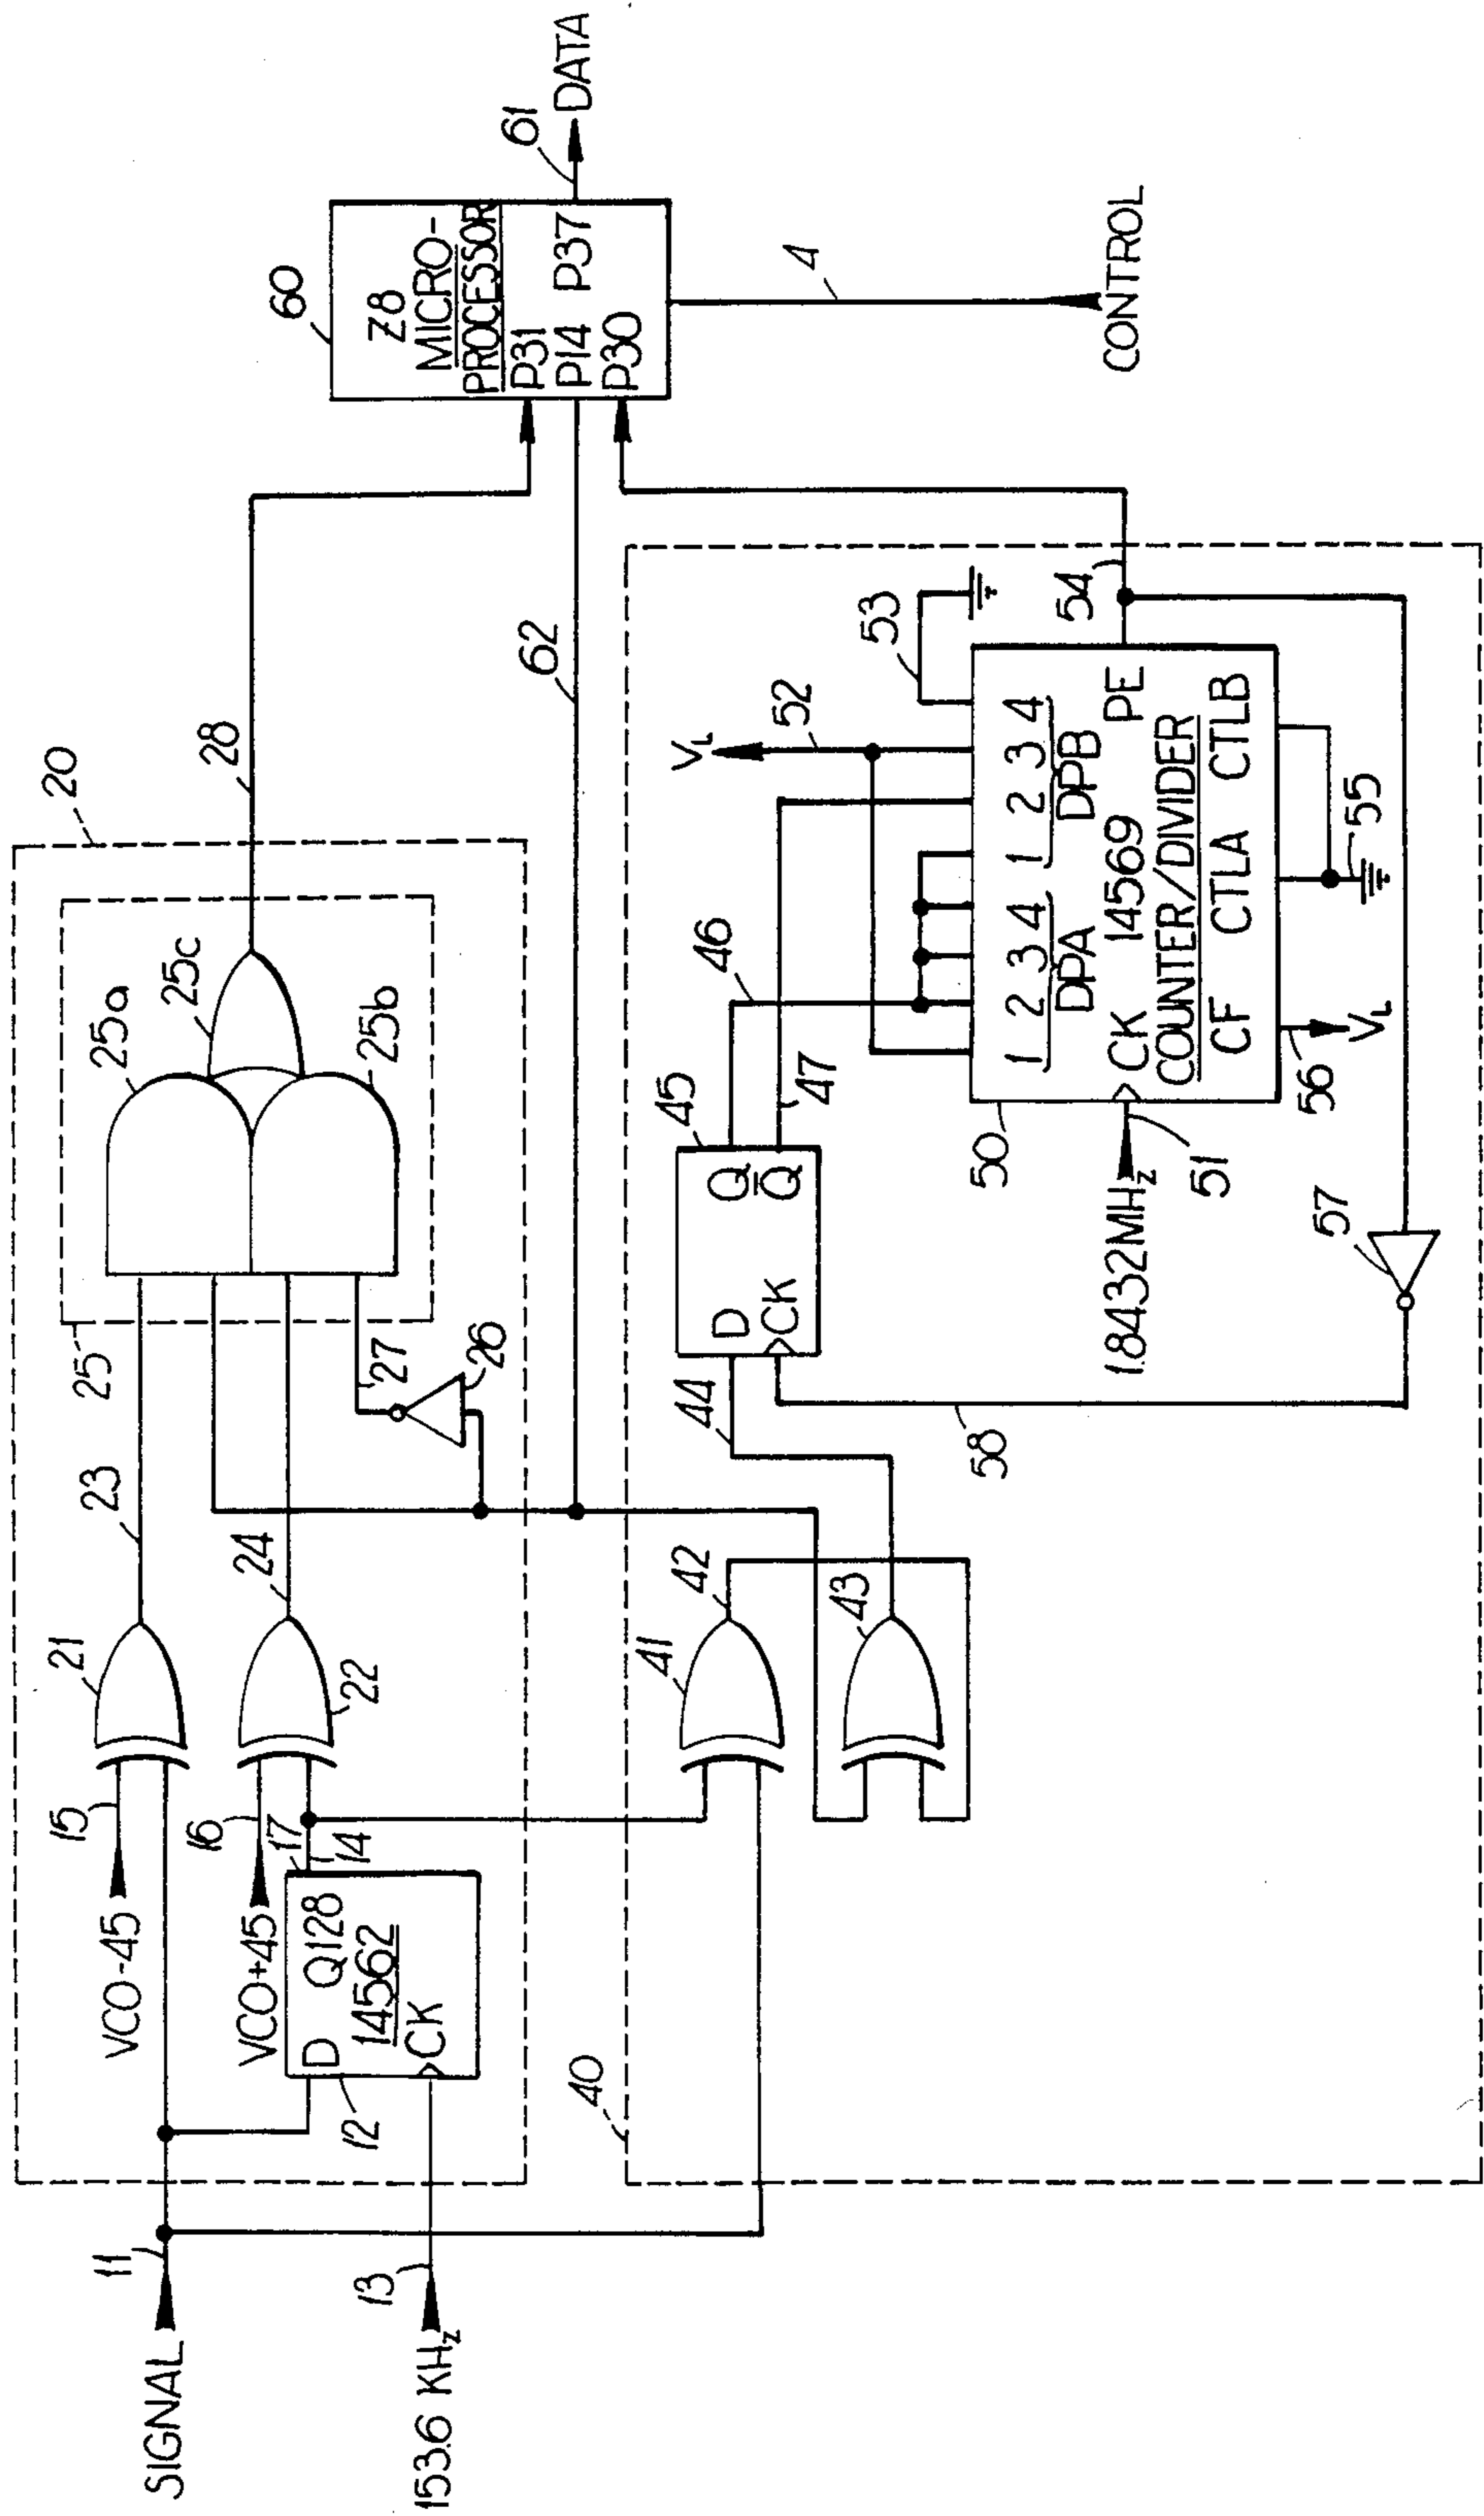 SIGNAL
11
153.6 KHz
13
20
VCO-45
15
21
23
VCO+45
16
22
24
D Q128
14562
CK
12
17
14
25
25a
25b
25c
26
27
28
40
41
42
43
44
D Q
CK Q̅
45
46
47
62
VL
52
53
1 2 3 4 1 2 3 4
DPA DPB
CK 14569 PE
COUNTER/DIVIDER
CF CTLA CTLB
50
1.8432MHz
51
54
55
56
VL
57
58
60
Z8
MICRO-
PROCESSOR
P31
P14 P37
P30
61
DATA
4
CONTROL